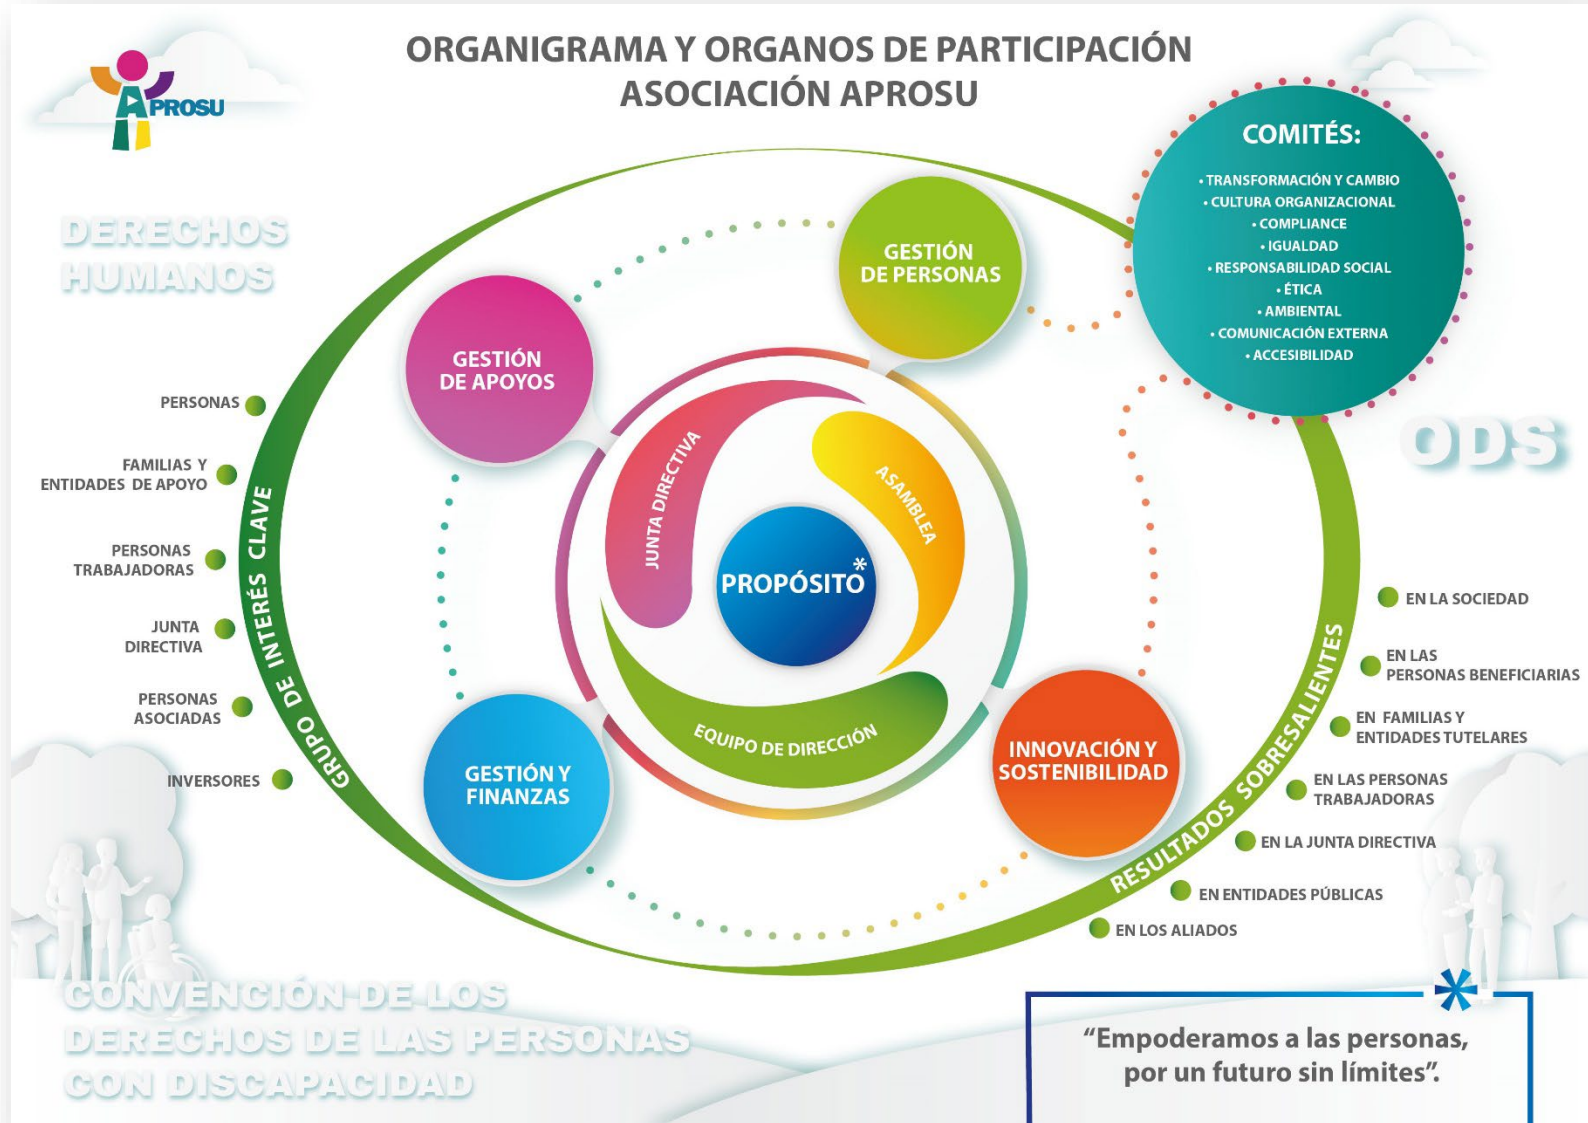 ORGANIGRAMA Y ORGANOS DE PARTICIPACIÓN
ASOCIACIÓN APROSU
APROSU
DERECHOS
HUMANOS
COMITÉS:
• TRANSFORMACIÓN Y CAMBIO
• CULTURA ORGANIZACIONAL
• COMPLIANCE
• IGUALDAD
• RESPONSABILIDAD SOCIAL
• ÉTICA
• AMBIENTAL
• COMUNICACIÓN EXTERNA
• ACCESIBILIDAD
GESTIÓN
DE PERSONAS
GESTIÓN
DE APOYOS
ODS
PERSONAS
FAMILIAS Y
ENTIDADES DE APOYO
PERSONAS
TRABAJADORAS
JUNTA
DIRECTIVA
PERSONAS
ASOCIADAS
INVERSORES
GRUPO DE INTERÉS CLAVE
JUNTA DIRECTIVA
ASAMBLEA
PROPÓSITO*
EQUIPO DE DIRECCIÓN
GESTIÓN Y
FINANZAS
INNOVACIÓN Y
SOSTENIBILIDAD
RESULTADOS SOBRESALIENTES
EN LA SOCIEDAD
EN LAS
PERSONAS BENEFICIARIAS
EN FAMILIAS Y
ENTIDADES TUTELARES
EN LAS PERSONAS
TRABAJADORAS
EN LA JUNTA DIRECTIVA
EN ENTIDADES PÚBLICAS
EN LOS ALIADOS
CONVENCIÓN DE LOS
DERECHOS DE LAS PERSONAS
CON DISCAPACIDAD
*
“Empoderamos a las personas,
por un futuro sin límites”.